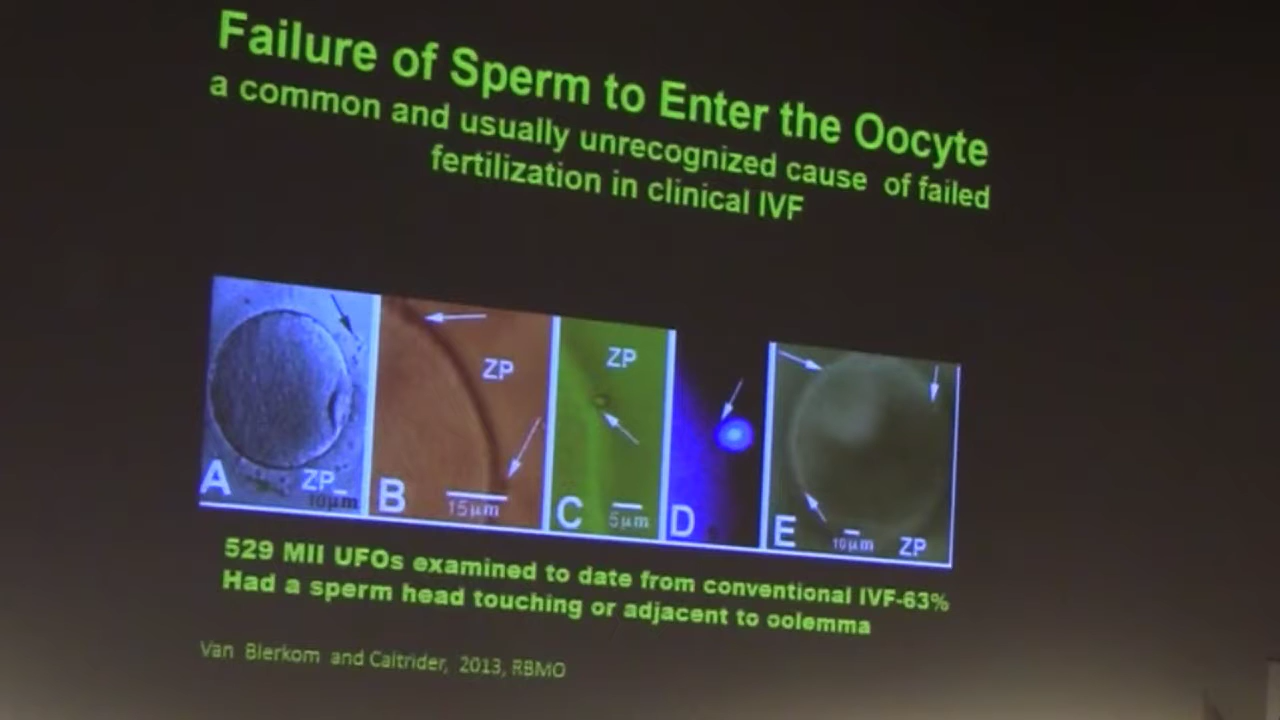 Failure of Sperm to Enter the Oocyte
a common and usually unrecognized cause of failed
fertilization in clinical IVF
ZP
10µm
A
ZP
15µm
B
ZP
5µm
C
D
E
10µm
ZP
529 MII UFOs examined to date from conventional IVF-63%
Had a sperm head touching or adjacent to oolemma
Van Blerkom and Caltrider, 2013, RBMO